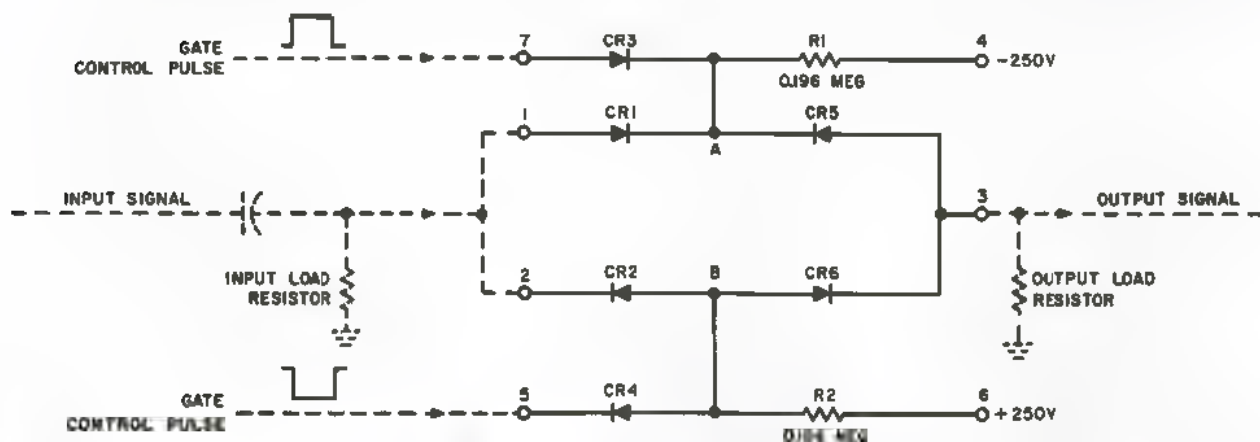 GATE
CONTROL PULSE
7
CR3
R1
4
-250V
0.196 MEG
1
CR1
CR5
A
INPUT SIGNAL
3
OUTPUT SIGNAL
INPUT LOAD
RESISTOR
2
CR2
B
CR6
OUTPUT LOAD
RESISTOR
GATE
CONTROL PULSE
5
CR4
R2
6
+250V
MEG